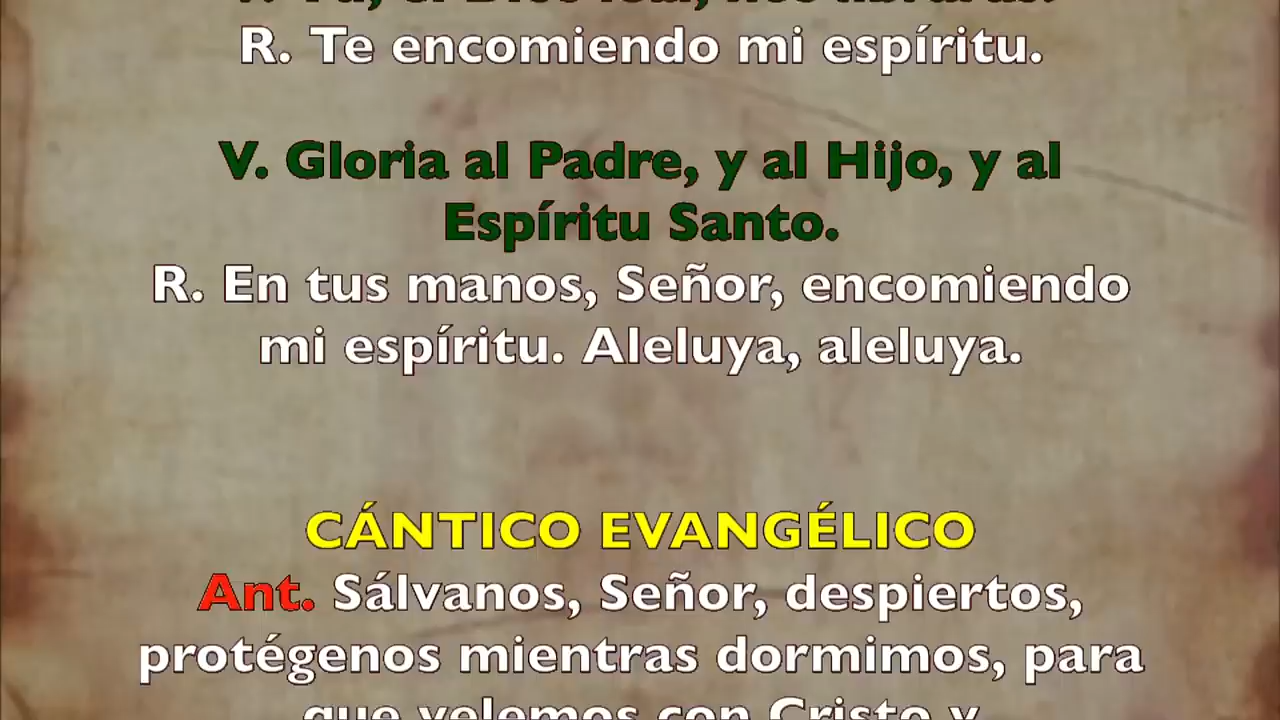 R. Te encomiendo mi espíritu.
V. Gloria al Padre, y al Hijo, y al
Espíritu Santo.
R. En tus manos, Señor, encomiendo
mi espíritu. Aleluya, aleluya.
CÁNTICO EVANGÉLICO
Ant. Sálvanos, Señor, despiertos,
protégenos mientras dormimos, para
que velemos con Cristo y